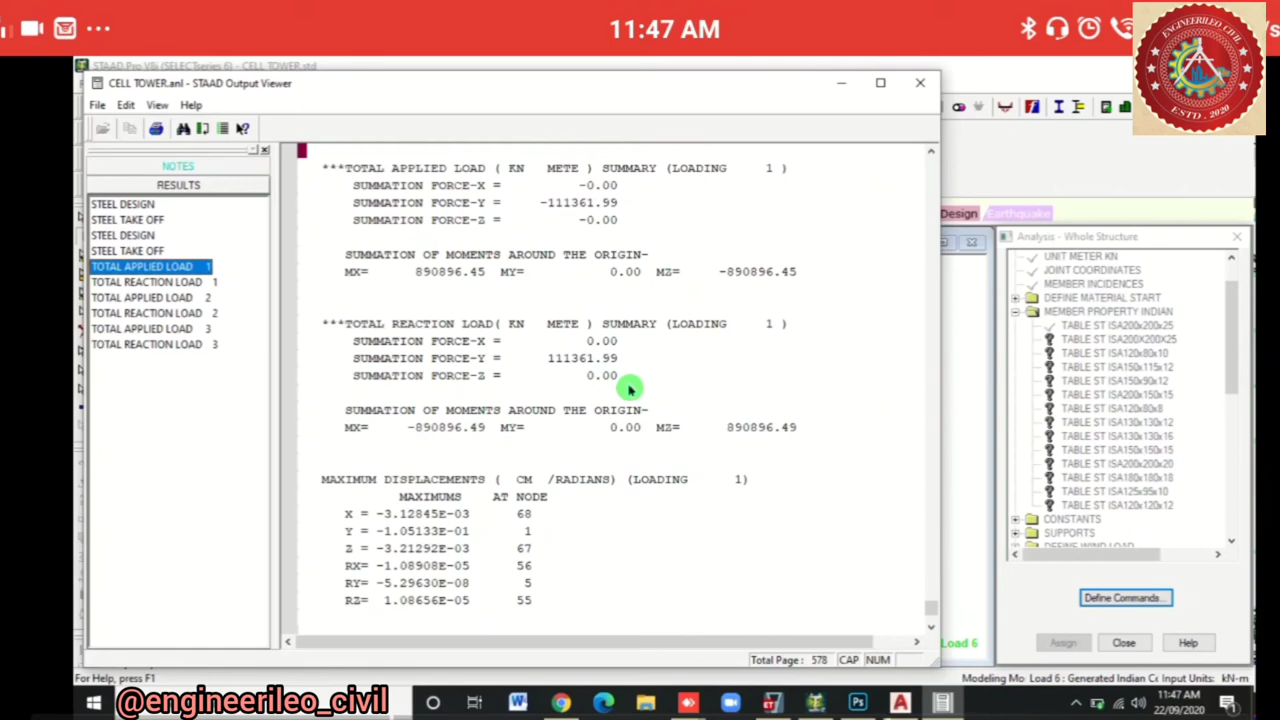 11:47 AM
ENGINEERILEO CIVIL
ESTD . 2020
STAAD.Pro V8i (SELECTseries 6) - CELL TOWER.std
CELL TOWER.anl - STAAD Output Viewer
File Edit View Help
NOTES
RESULTS
STEEL DESIGN
STEEL TAKE OFF
STEEL DESIGN
STEEL TAKE OFF
TOTAL APPLIED LOAD 1
TOTAL REACTION LOAD 1
TOTAL APPLIED LOAD 2
TOTAL REACTION LOAD 2
TOTAL APPLIED LOAD 3
TOTAL REACTION LOAD 3
***TOTAL APPLIED LOAD ( KN METE ) SUMMARY (LOADING 1 )
SUMMATION FORCE-X = -0.00
SUMMATION FORCE-Y = -111361.99
SUMMATION FORCE-Z = -0.00
SUMMATION OF MOMENTS AROUND THE ORIGIN-
MX= 890896.45 MY= 0.00 MZ= -890896.45
***TOTAL REACTION LOAD( KN METE ) SUMMARY (LOADING 1 )
SUMMATION FORCE-X = 0.00
SUMMATION FORCE-Y = 111361.99
SUMMATION FORCE-Z = 0.00
SUMMATION OF MOMENTS AROUND THE ORIGIN-
MX= -890896.49 MY= 0.00 MZ= 890896.49
MAXIMUM DISPLACEMENTS ( CM /RADIANS) (LOADING 1)
MAXIMUMS AT NODE
X = -3.12845E-03 68
Y = -1.05133E-01 1
Z = -3.21292E-03 67
RX= -1.08908E-05 56
RY= -5.29630E-08 5
RZ= 1.08656E-05 55
Total Page: 578 CAP NUM
Design Earthquake
Analysis - Whole Structure
UNIT METER KN
JOINT COORDINATES
MEMBER INCIDENCES
DEFINE MATERIAL START
MEMBER PROPERTY INDIAN
TABLE ST ISA200x200x25
TABLE ST ISA200X200X25
TABLE ST ISA120x80x10
TABLE ST ISA150x115x12
TABLE ST ISA150x90x12
TABLE ST ISA200x150x15
TABLE ST ISA120x80x8
TABLE ST ISA130x130x12
TABLE ST ISA130x130x16
TABLE ST ISA150x150x15
TABLE ST ISA200x200x20
TABLE ST ISA180x180x18
TABLE ST ISA125x95x10
TABLE ST ISA120x120x12
CONSTANTS
SUPPORTS
DEFINE WIND LOAD
Define Commands...
Load 6
Assign Close Help
For Help, press F1
Modeling Mo Load 6 : Generated Indian Co Input Units: kN-m
@engineerileo_civil
11:47 AM
22/09/2020